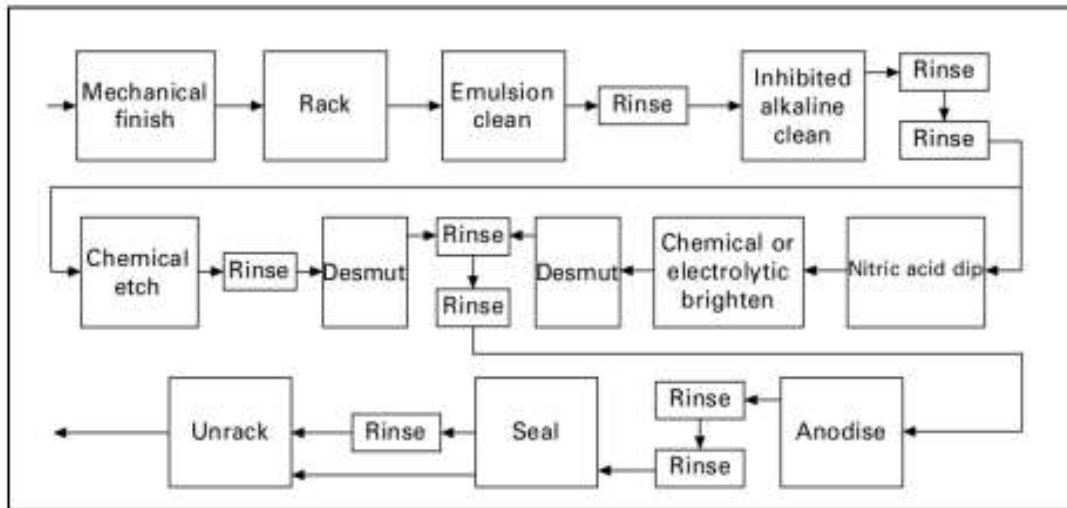 Mechanical
finish
Rack
Emulsion
clean
Rinse
Inhibited
alkaline
clean
Rinse
Rinse
Chemical
etch
Rinse
Desmut
Rinse
Rinse
Desmut
Chemical or
electrolytic
brighten
Nitric acid dip
Unrack
Rinse
Seal
Rinse
Rinse
Anodise